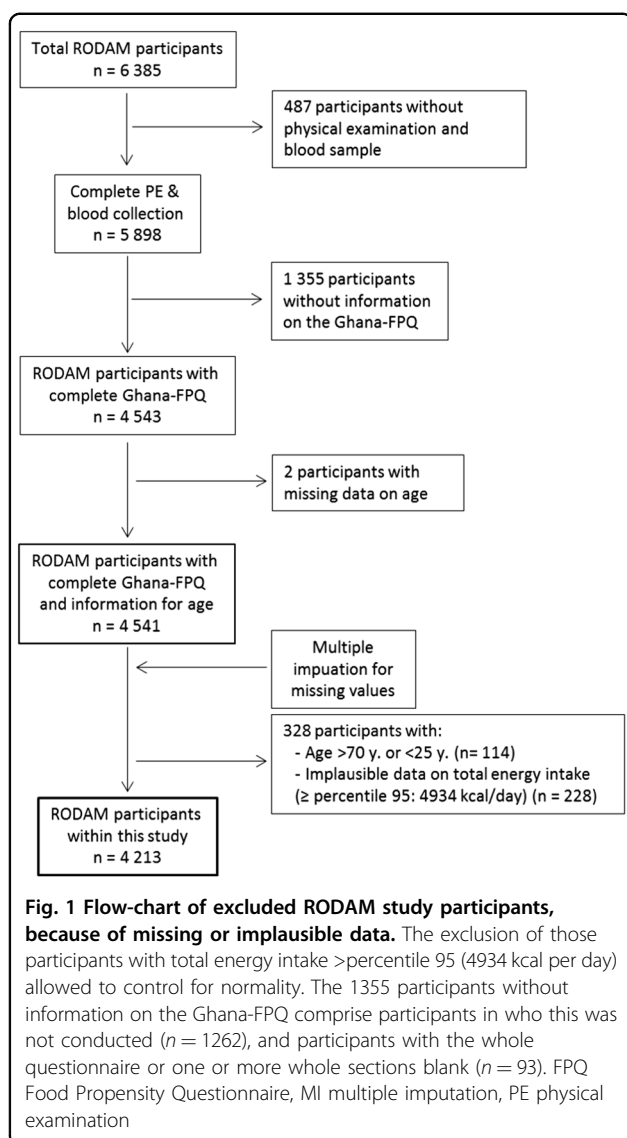 Total RODAM participants
n = 6 385
487 participants without
physical examination and
blood sample
Complete PE &
blood collection
n = 5 898
1 355 participants
without information
on the Ghana-FPQ
RODAM participants with
complete Ghana-FPQ
n = 4 543
2 participants with
missing data on age
RODAM participants with
complete Ghana-FPQ
and information for age
n = 4 541
Multiple
impuation for
missing values
328 participants with:
- Age >70 y. or <25 y. (n= 114)
- Implausible data on total energy intake
(≥ percentile 95: 4934 kcal/day) (n = 228)
RODAM participants
within this study
n = 4 213
Fig. 1 Flow-chart of excluded RODAM study participants,
because of missing or implausible data. The exclusion of those
participants with total energy intake >percentile 95 (4934 kcal per day)
allowed to control for normality. The 1355 participants without
information on the Ghana-FPQ comprise participants in who this was
not conducted (n = 1262), and participants with the whole
questionnaire or one or more whole sections blank (n = 93). FPQ
Food Propensity Questionnaire, MI multiple imputation, PE physical
examination